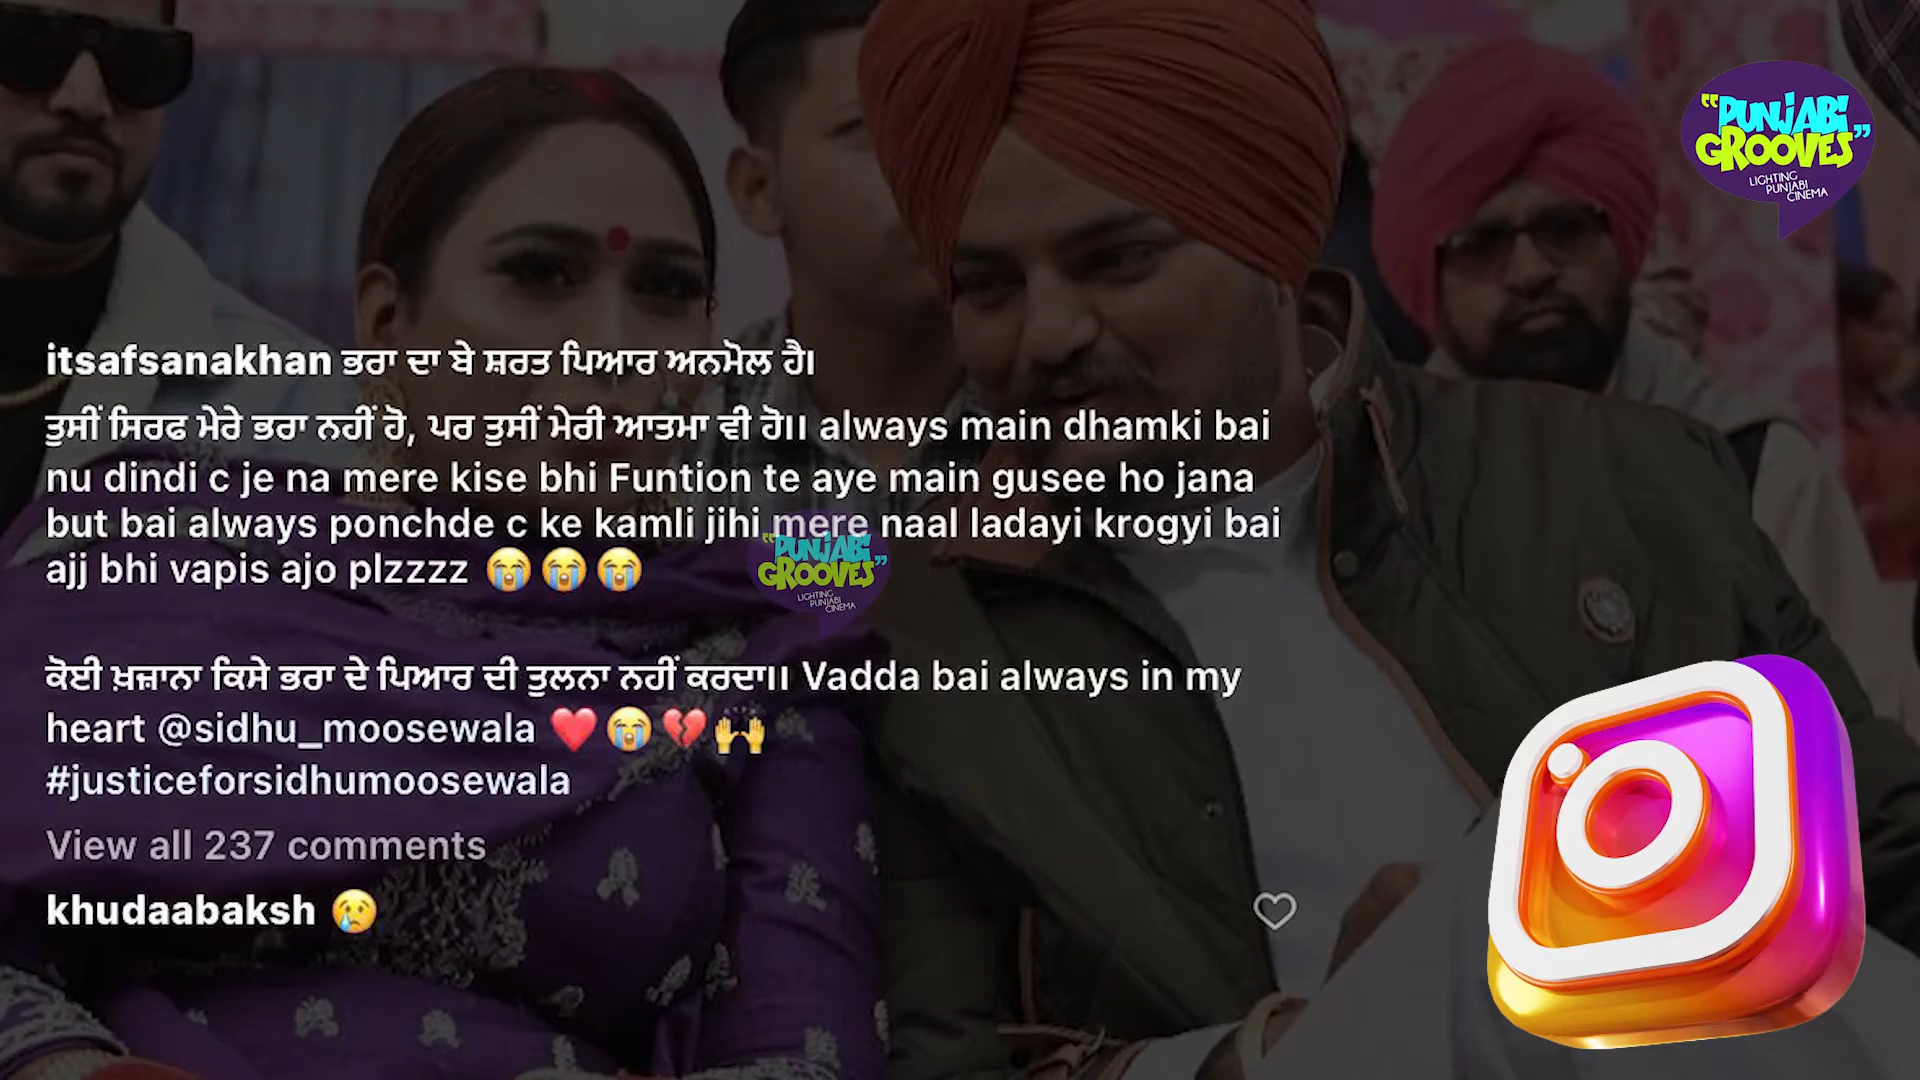 "PUNJABI
GROOVES"
LIGHTING
PUNJABI
CINEMA
itsafsanakhan ਭਰਾ ਦਾ ਬੇ ਸ਼ਰਤ ਪਿਆਰ ਅਨਮੋਲ ਹੈ।
ਤੁਸੀਂ ਸਿਰਫ ਮੇਰੇ ਭਰਾ ਨਹੀਂ ਹੋ, ਪਰ ਤੁਸੀਂ ਮੇਰੀ ਆਤਮਾ ਵੀ ਹੋ।। always main dhamki bai
nu dindi c je na mere kise bhi Funtion te aye main gusee ho jana
but bai always ponchde c ke kamli jihi mere naal ladayi krogyi bai
ajj bhi vapis ajo plzzzz 😭😭😭
"PUNJABI
GROOVES"
LIGHTING
PUNJABI
CINEMA
ਕੋਈ ਖ਼ਜ਼ਾਨਾ ਕਿਸੇ ਭਰਾ ਦੇ ਪਿਆਰ ਦੀ ਤੁਲਨਾ ਨਹੀਂ ਕਰਦਾ।। Vadda bai always in my
heart @sidhu_moosewala ❤️😭💔🙌
#justiceforsidhumoosewala
View all 237 comments
khudaabaksh 😢